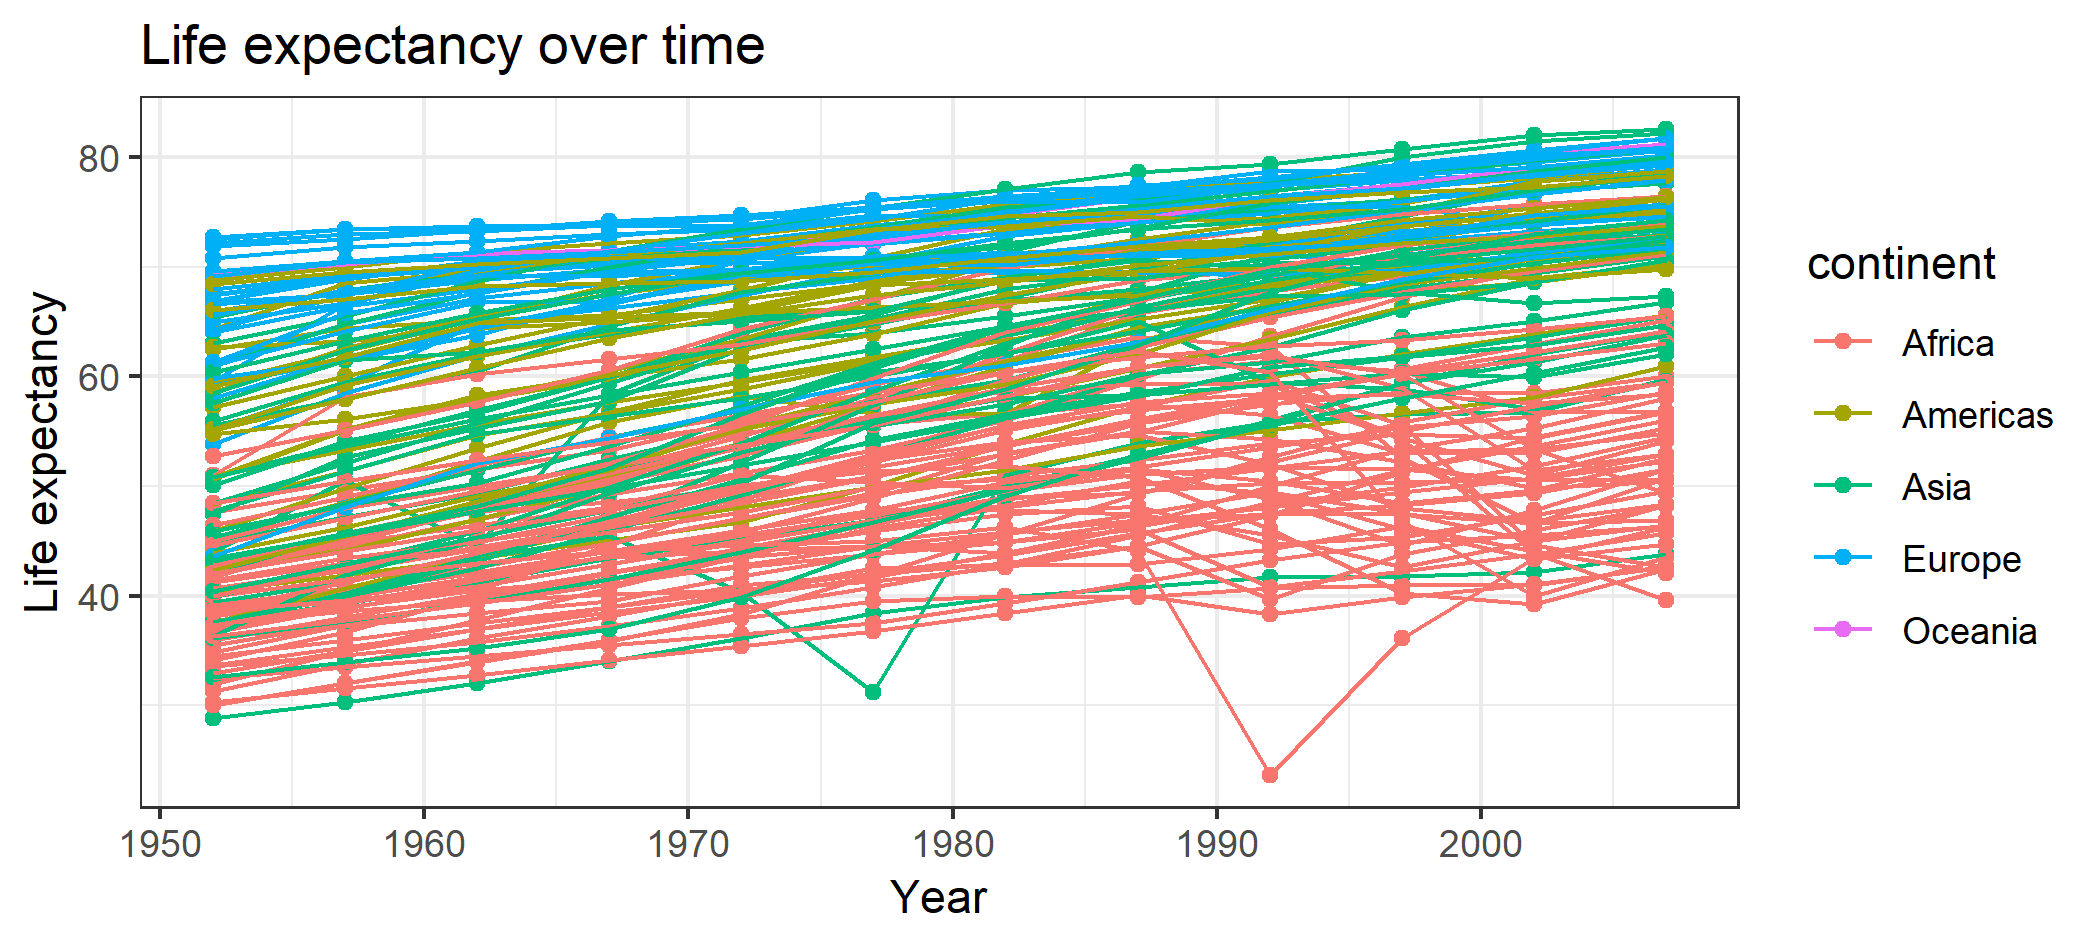 Life expectancy over time
80
60
40
Life expectancy
1950 1960 1970 1980 1990 2000
Year
continent
Africa
Americas
Asia
Europe
Oceania